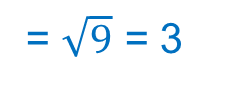 = √9 = 3